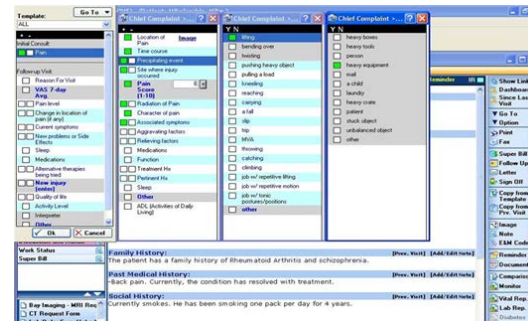 Template:
Go To
ALL
Initial Consult
Pain
Follow up Visit
Reason For Visit
VAS 7-day
Avg.
Pain level
Change in location of
pain (if any)
Current symptoms
New problems or Side
Effects
Sleep
Medications
Alternative therapies
being tried
New injury
(enter)
Quality of life
Activity Level
Interpreter
Other
Ok
Cancel
Work Status
Super Bill
Bay Imaging - MRI Req
CT Request Form
Chief Complaint >...
Location of
Pain
Image
Time course
Precipitating event
Site where injury
occurred
Pain
Score
(1-10)
6
Radiation of Pain
Character of pain
Associated symptoms
Aggravating factors
Relieving factors
Medications
Function
Treatment Hx
Pertinent Hx
Sleep
Other
ADL (Activities of Daily
Living)
Chief Complaint >...
Y N
lifting
bending over
twisting
pushing heavy object
pulling a load
kneeling
reaching
carrying
a fall
slip
trip
MVA
throwing
catching
climbing
job w/ repetitive lifting
job w/ repetitive motion
job w/ tonic
postures/positions
other
Chief Complaint >...
Y N
heavy boxes
heavy tools
person
heavy equipment
mail
a child
laundry
heavy crate
patient
stuck object
unbalanced object
other
Family History:
[Prev. Visit] [Add/Edit Note]
The patient has a family history of Rheumatoid Arthritis and schizophrenia.
Past Medical History:
[Prev. Visit] [Add/Edit Note]
-Back pain. Currently, the condition has resolved with treatment.
Social History:
[Prev. Visit] [Add/Edit Note]
Currently smokes. He has been smoking one pack per day for 4 years.
Reminder
Show Link
Dashboar
Since Las
Visit
Go To
Option
Print
Fax
Super Bill
Follow Up
Letter
Sign Off
Copy from
Template
Copy from
Prv. Visit
Image
Note
E&M Code
Reminder
Document
Comparis
Monitor
Vital Rep.
Lab Rep.
Diabetes